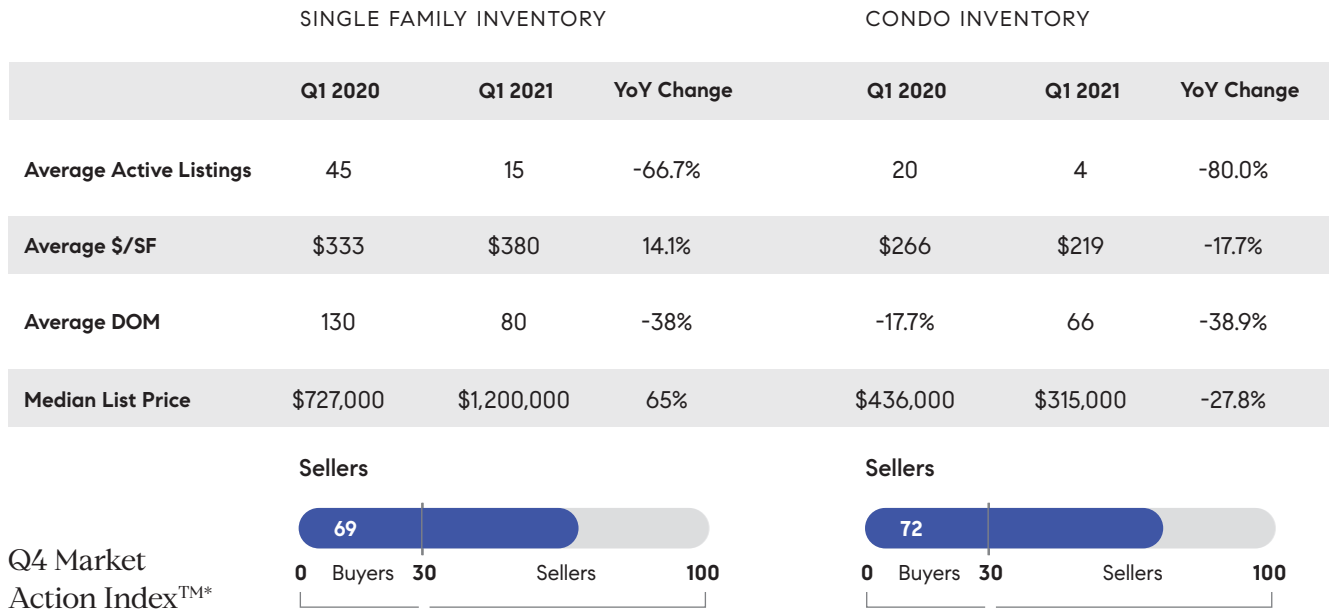 SINGLE FAMILY INVENTORY CONDO INVENTORY
Q1 2020 Q1 2021 YoY Change Q1 2020 Q1 2021 YoY Change
Average Active Listings 45 15 -66.7% 20 4 -80.0%
Average $/SF $333 $380 14.1% $266 $219 -17.7%
Average DOM 130 80 -38% -17.7% 66 -38.9%
Median List Price $727,000 $1,200,000 65% $436,000 $315,000 -27.8%
Sellers Sellers
69 72
Q4 Market
0 Buyers 30 Sellers 100 0 Buyers 30 Sellers 100
Action Index™*